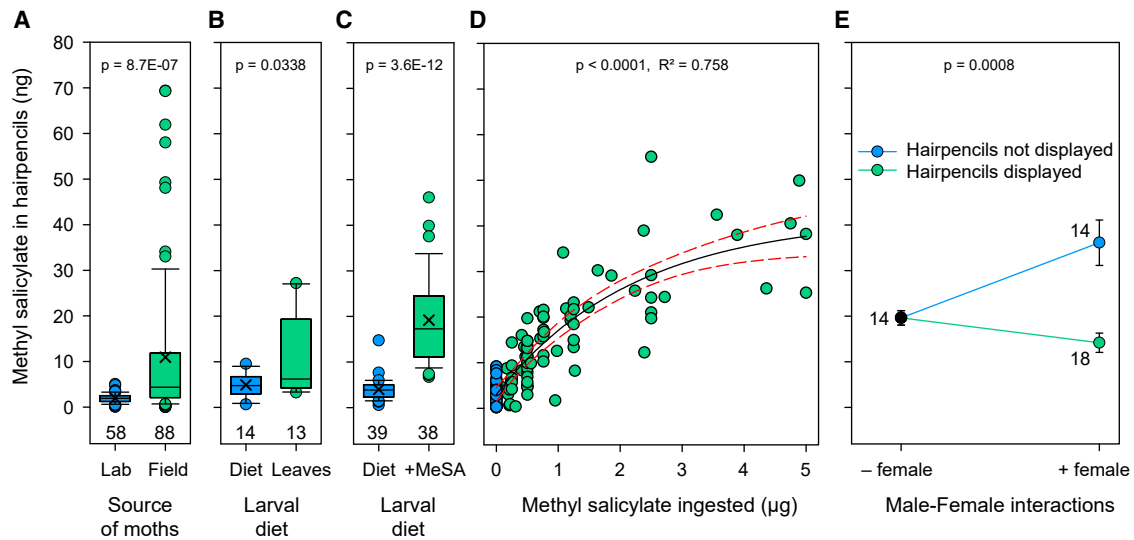 A
B
C
D
E
Methyl salicylate in hairpencils (ng)
80
70
60
50
40
30
20
10
0
p = 8.7E-07
58
88
Lab
Field
Source
of moths
p = 0.0338
14
13
Diet
Leaves
Larval
diet
p = 3.6E-12
39
38
Diet
+MeSA
Larval
diet
p < 0.0001, R² = 0.758
0
1
2
3
4
5
Methyl salicylate ingested (µg)
p = 0.0008
Hairpencils not displayed
Hairpencils displayed
14
14
18
– female
+ female
Male-Female interactions